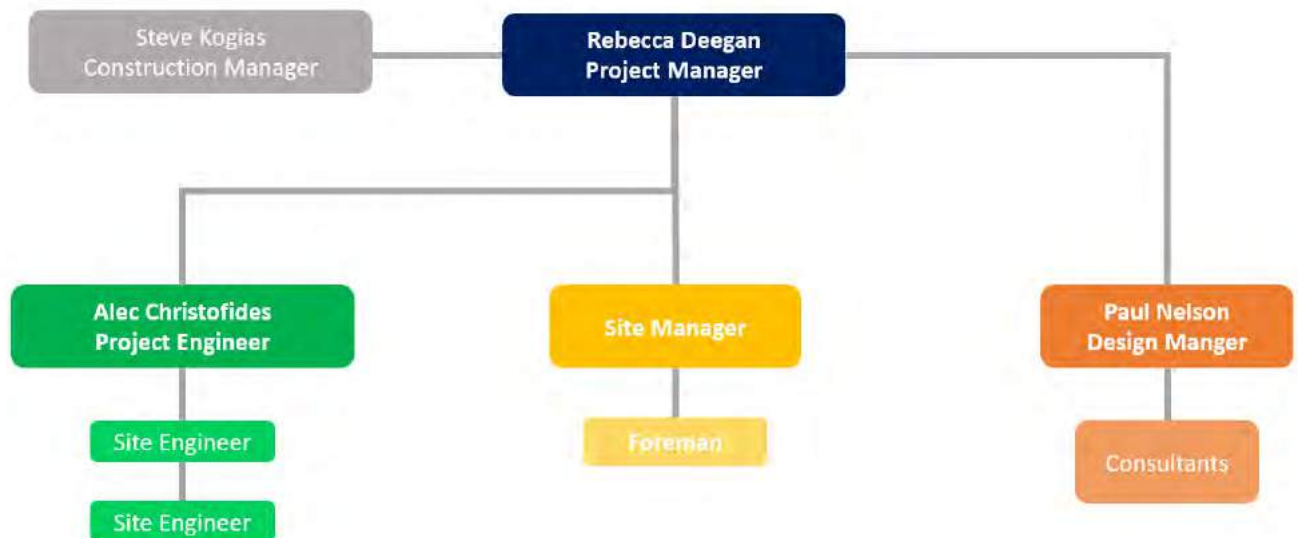 Steve Kogias
Construction Manager
Rebecca Deegan
Project Manager
Alec Christofides
Project Engineer
Site Manager
Paul Nelson
Design Manger
Site Engineer
Foreman
Consultants
Site Engineer